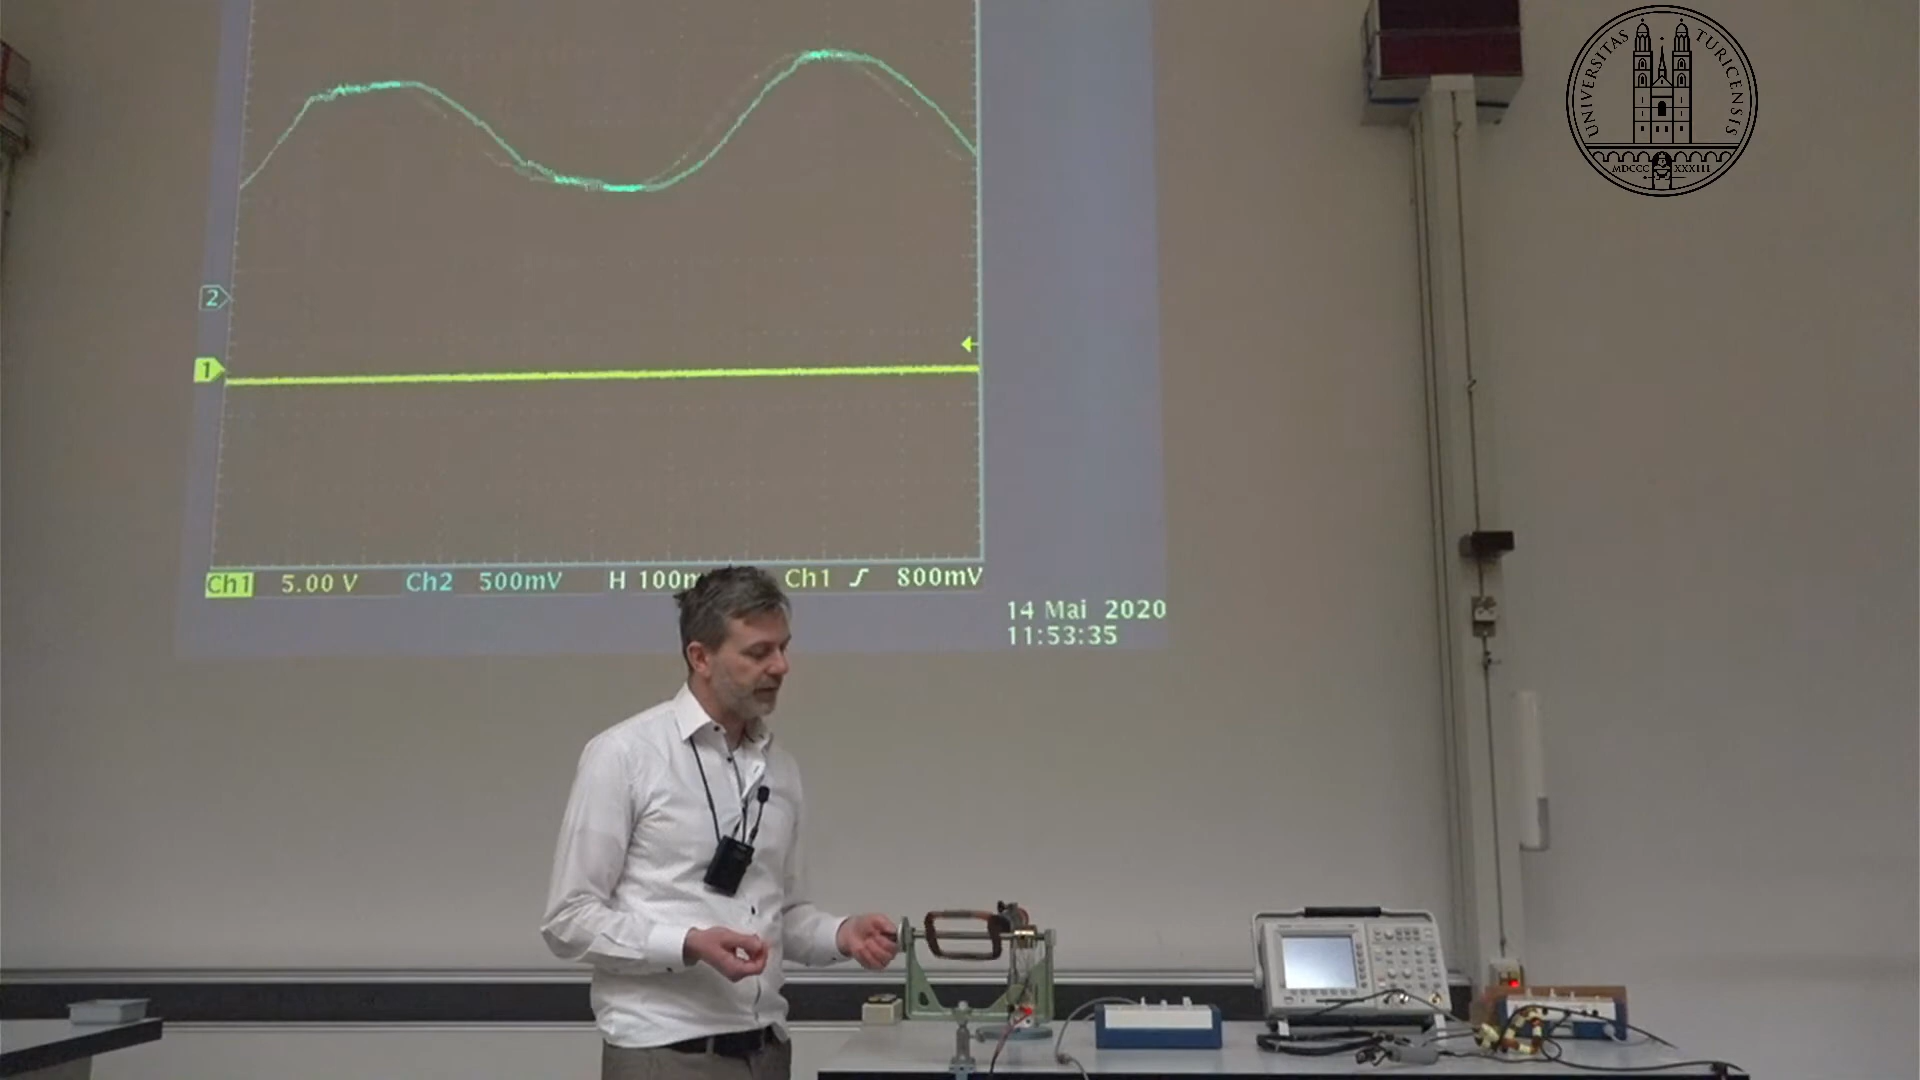 UNIVERSITAS TURICENSIS
MDCCC XXXIII
2
1
Ch1 5.00 V Ch2 500mV H 100m Ch1 800mV
14 Mai 2020
11:53:35